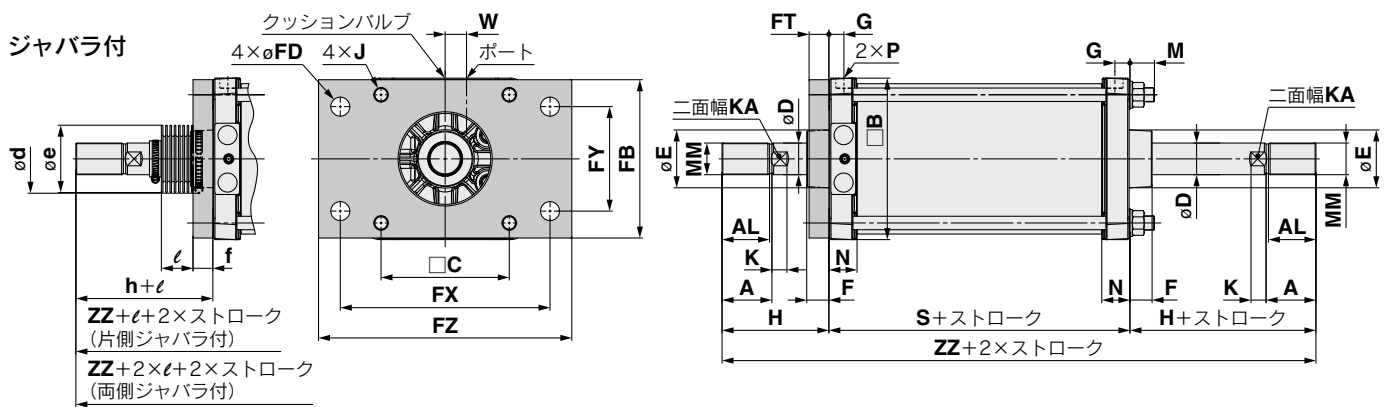 ジャバラ付
クッションバルブ
W
ポート
4×øFD
4×J
FY
FB
□C
FX
FZ
ød
øe
ℓ
f
h+ℓ
ZZ+ℓ+2×ストローク
(片側ジャバラ付)
ZZ+2×ℓ+2×ストローク
(両側ジャバラ付)
FT
G
2×P
G
M
二面幅KA
øD
□B
二面幅KA
øE
MM
øD
MM
øE
AL
AL
K
N
A
F
N
F
K
A
H
S+ストローク
H+ストローク
ZZ+2×ストローク